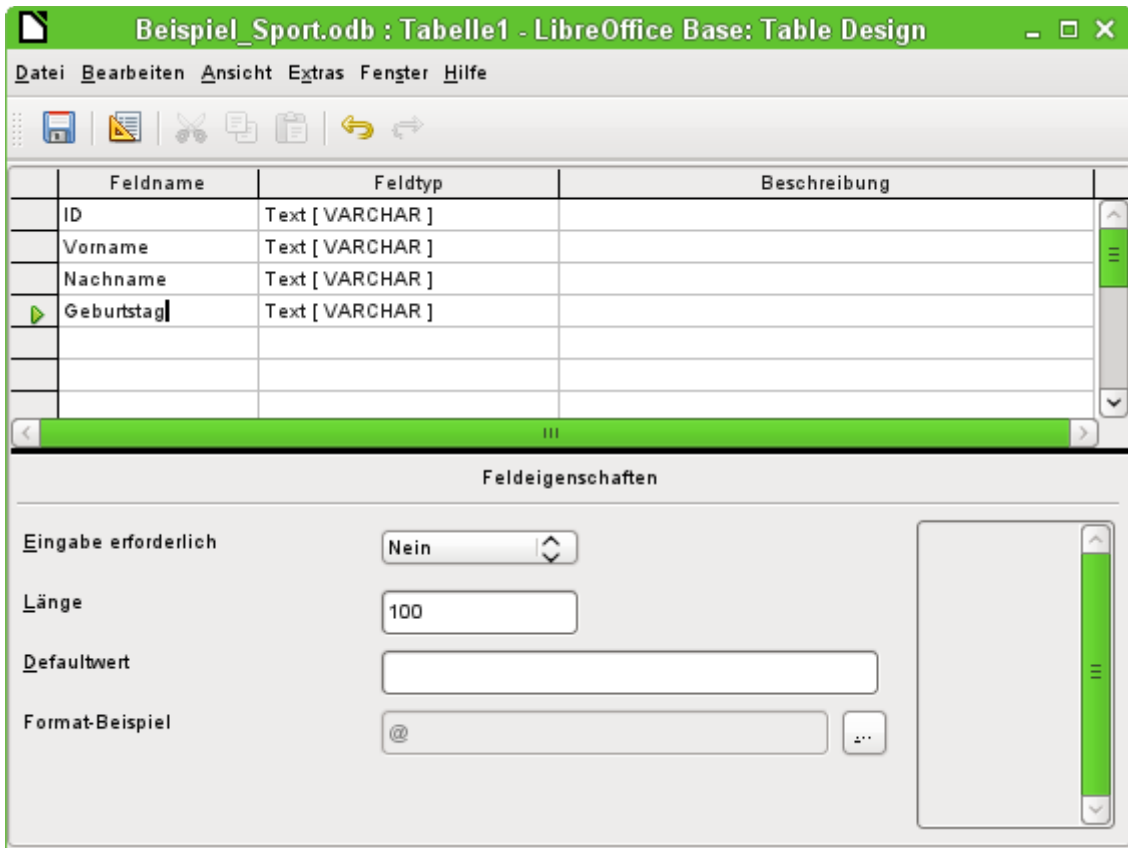 Beispiel_Sport.odb : Tabelle1 - LibreOffice Base: Table Design
Datei Bearbeiten Ansicht Extras Fenster Hilfe
Feldname Feldtyp Beschreibung
ID Text [ VARCHAR ]
Vorname Text [ VARCHAR ]
Nachname Text [ VARCHAR ]
Geburtstag Text [ VARCHAR ]
Feldeigenschaften
Eingabe erforderlich Nein
Länge 100
Defaultwert
Format-Beispiel @ ...